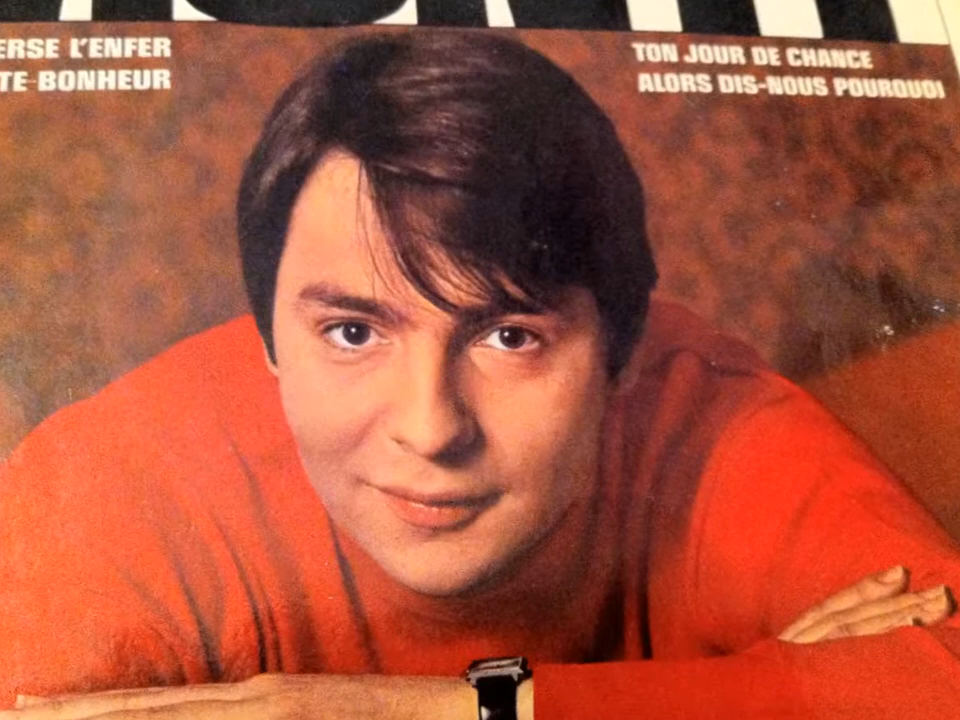 ERSE L'ENFER
TE-BONHEUR
TON JOUR DE CHANCE
ALORS DIS-NOUS POURQUOI